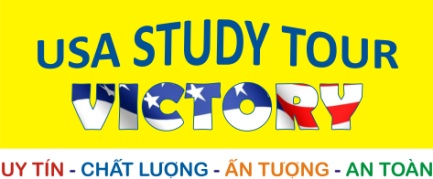 USA STUDY TOUR
VICTORY
UY TÍN - CHẤT LƯỢNG - ẤN TƯỢNG - AN TOÀN